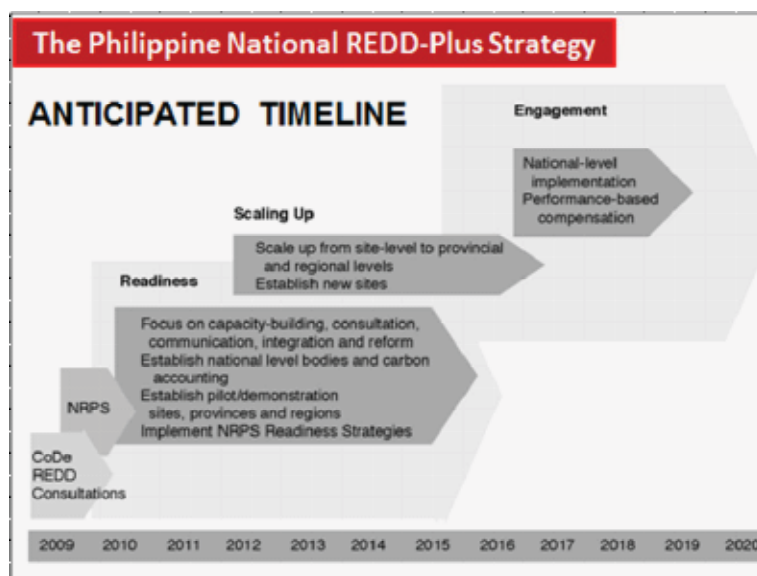 The Philippine National REDD-Plus Strategy
ANTICIPATED TIMELINE
Engagement
National-level
implementation
Performance-based
compensation
Scaling Up
Scale up from site-level to provincial
and regional levels
Establish new sites
Readiness
Focus on capacity-building, consultation,
communication, integration and reform
Establish national level bodies and carbon
accounting
Establish pilot/demonstration
sites, provinces and regions
Implement NRPS Readiness Strategies
NRPS
CoDe
REDD
Consultations
2009 2010 2011 2012 2013 2014 2015 2016 2017 2018 2019 2020